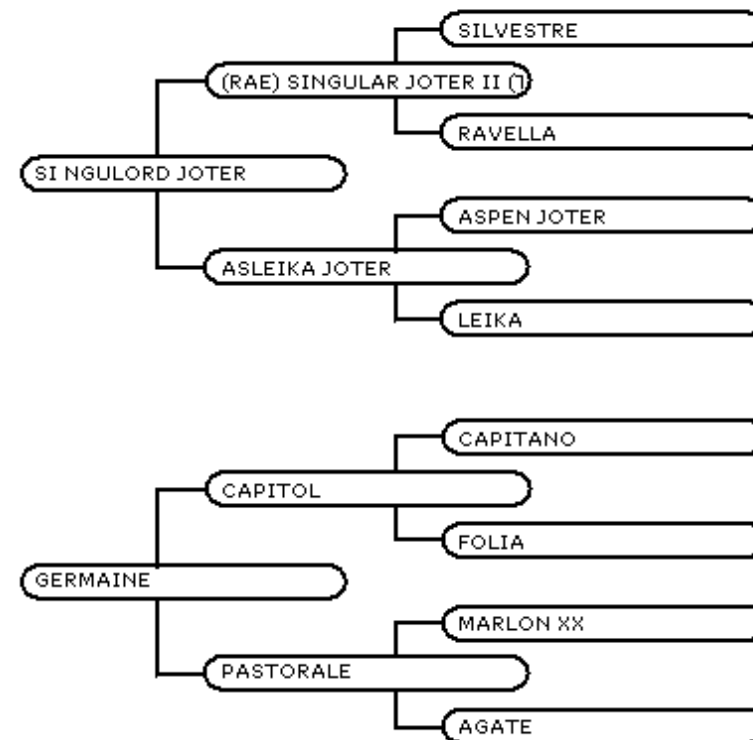 SILVESTRE
(RAE) SINGULAR JOTER II (
RAVELLA
SI NGULORD JOTER
ASPEN JOTER
ASLEIKA JOTER
LEIKA
CAPITANO
CAPITOL
FOLIA
GERMAINE
MARLON XX
PASTORALE
AGATE